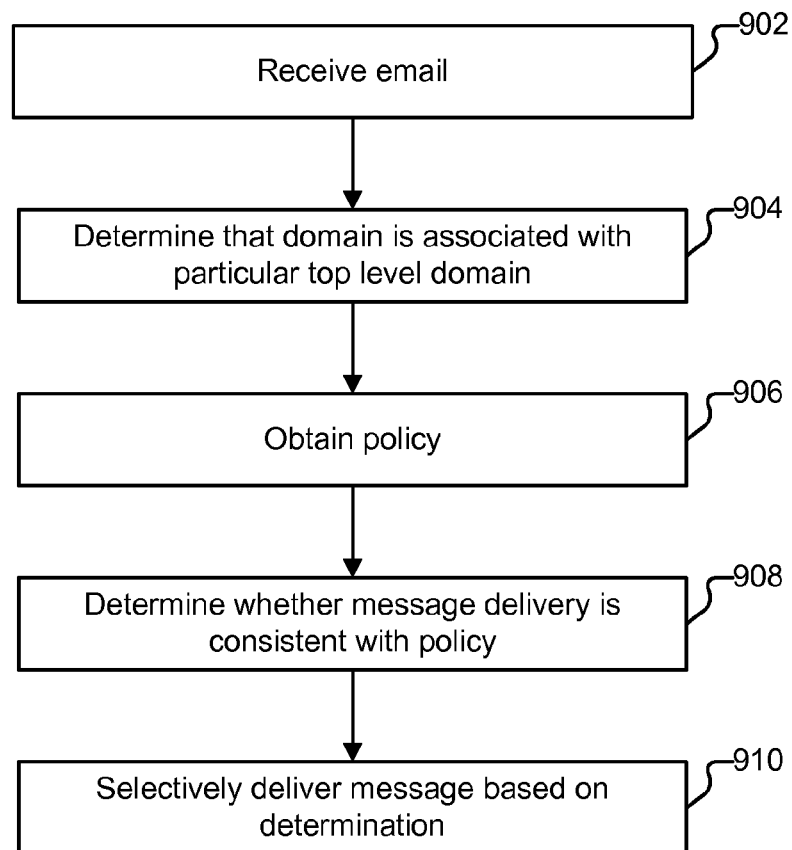 902
Receive email
904
Determine that domain is associated with
particular top level domain
906
Obtain policy
908
Determine whether message delivery is
consistent with policy
910
Selectively deliver message based on
determination